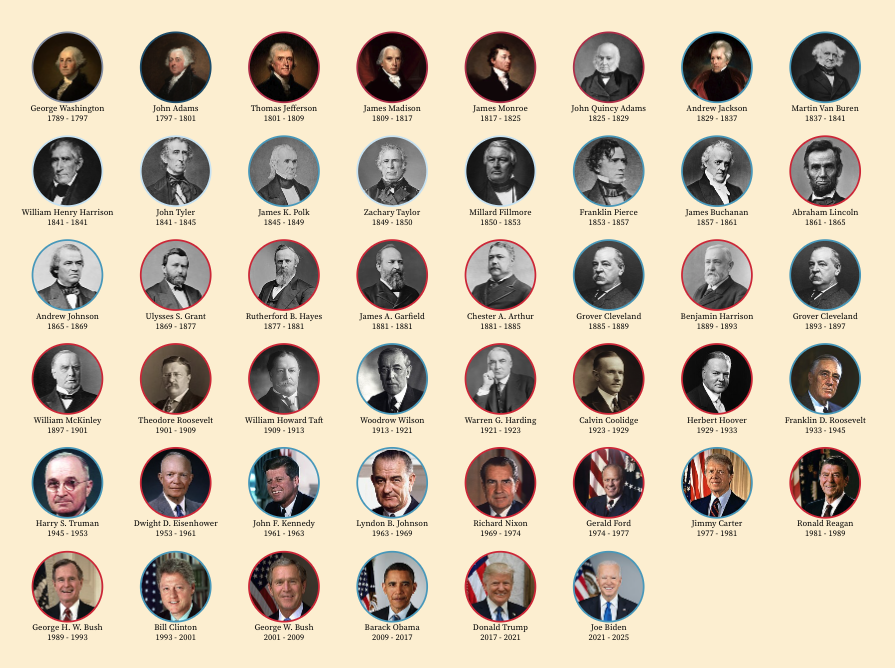 George Washington
1789 - 1797
John Adams
1797 - 1801
Thomas Jefferson
1801 - 1809
James Madison
1809 - 1817
James Monroe
1817 - 1825
John Quincy Adams
1825 - 1829
Andrew Jackson
1829 - 1837
Martin Van Buren
1837 - 1841
William Henry Harrison
1841 - 1841
John Tyler
1841 - 1845
James K. Polk
1845 - 1849
Zachary Taylor
1849 - 1850
Millard Fillmore
1850 - 1853
Franklin Pierce
1853 - 1857
James Buchanan
1857 - 1861
Abraham Lincoln
1861 - 1865
Andrew Johnson
1865 - 1869
Ulysses S. Grant
1869 - 1877
Rutherford B. Hayes
1877 - 1881
James A. Garfield
1881 - 1881
Chester A. Arthur
1881 - 1885
Grover Cleveland
1885 - 1889
Benjamin Harrison
1889 - 1893
Grover Cleveland
1893 - 1897
William McKinley
1897 - 1901
Theodore Roosevelt
1901 - 1909
William Howard Taft
1909 - 1913
Woodrow Wilson
1913 - 1921
Warren G. Harding
1921 - 1923
Calvin Coolidge
1923 - 1929
Herbert Hoover
1929 - 1933
Franklin D. Roosevelt
1933 - 1945
Harry S. Truman
1945 - 1953
Dwight D. Eisenhower
1953 - 1961
John F. Kennedy
1961 - 1963
Lyndon B. Johnson
1963 - 1969
Richard Nixon
1969 - 1974
Gerald Ford
1974 - 1977
Jimmy Carter
1977 - 1981
Ronald Reagan
1981 - 1989
George H. W. Bush
1989 - 1993
Bill Clinton
1993 - 2001
George W. Bush
2001 - 2009
Barack Obama
2009 - 2017
Donald Trump
2017 - 2021
Joe Biden
2021 - 2025